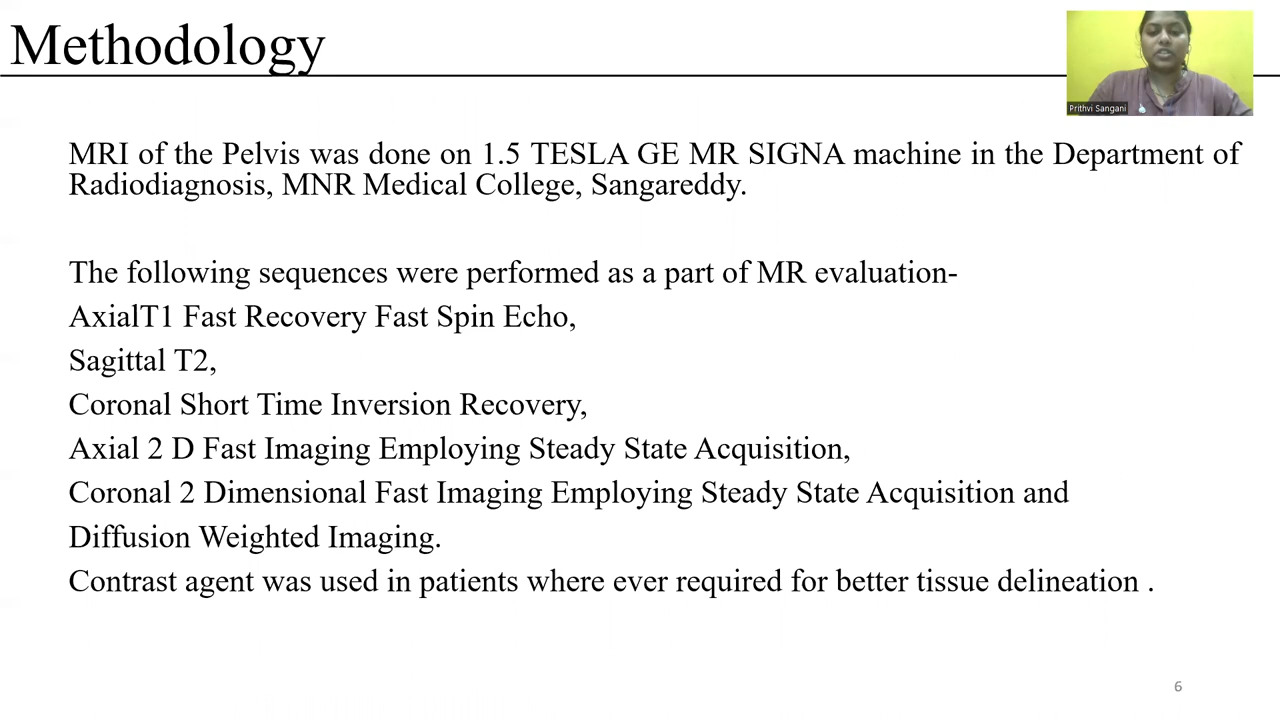 Methodology
Prithvi Sangani
MRI of the Pelvis was done on 1.5 TESLA GE MR SIGNA machine in the Department of
Radiodiagnosis, MNR Medical College, Sangareddy.
The following sequences were performed as a part of MR evaluation-
AxialT1 Fast Recovery Fast Spin Echo,
Sagittal T2,
Coronal Short Time Inversion Recovery,
Axial 2 D Fast Imaging Employing Steady State Acquisition,
Coronal 2 Dimensional Fast Imaging Employing Steady State Acquisition and
Diffusion Weighted Imaging.
Contrast agent was used in patients where ever required for better tissue delineation .
6